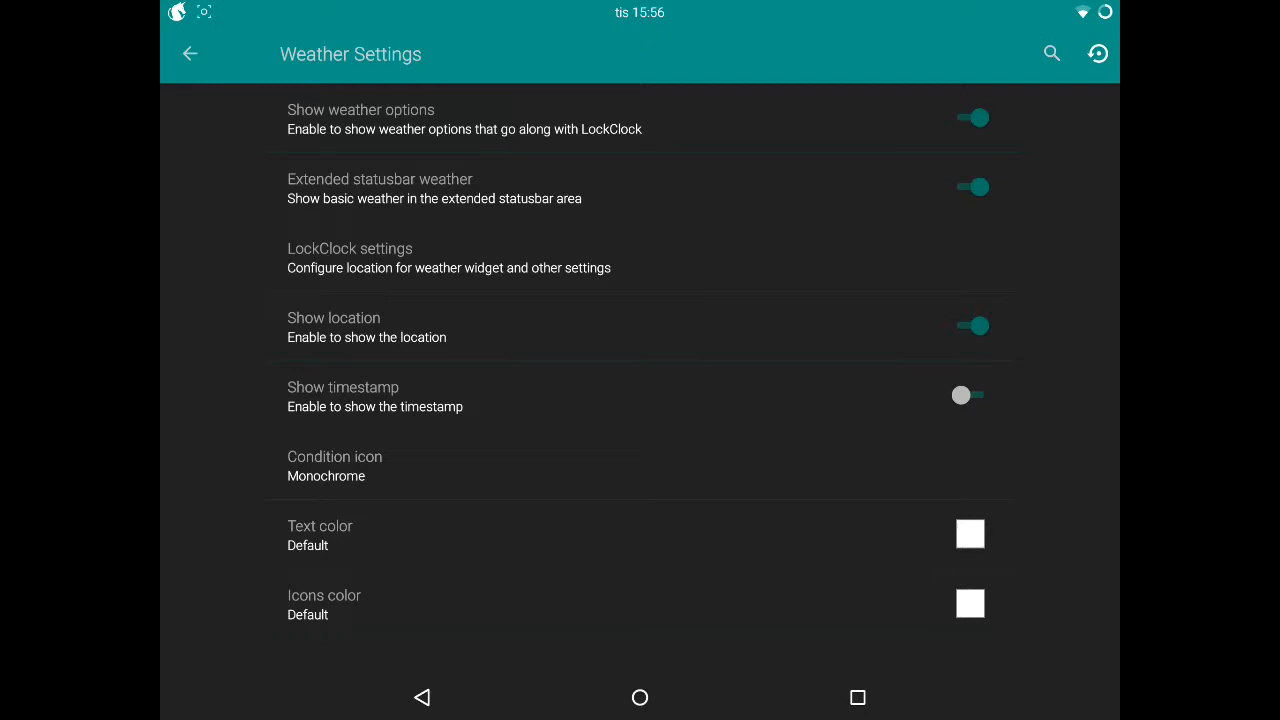 tis 15:56
Weather Settings
Show weather options
Enable to show weather options that go along with LockClock
Extended statusbar weather
Show basic weather in the extended statusbar area
LockClock settings
Configure location for weather widget and other settings
Show location
Enable to show the location
Show timestamp
Enable to show the timestamp
Condition icon
Monochrome
Text color
Default
Icons color
Default